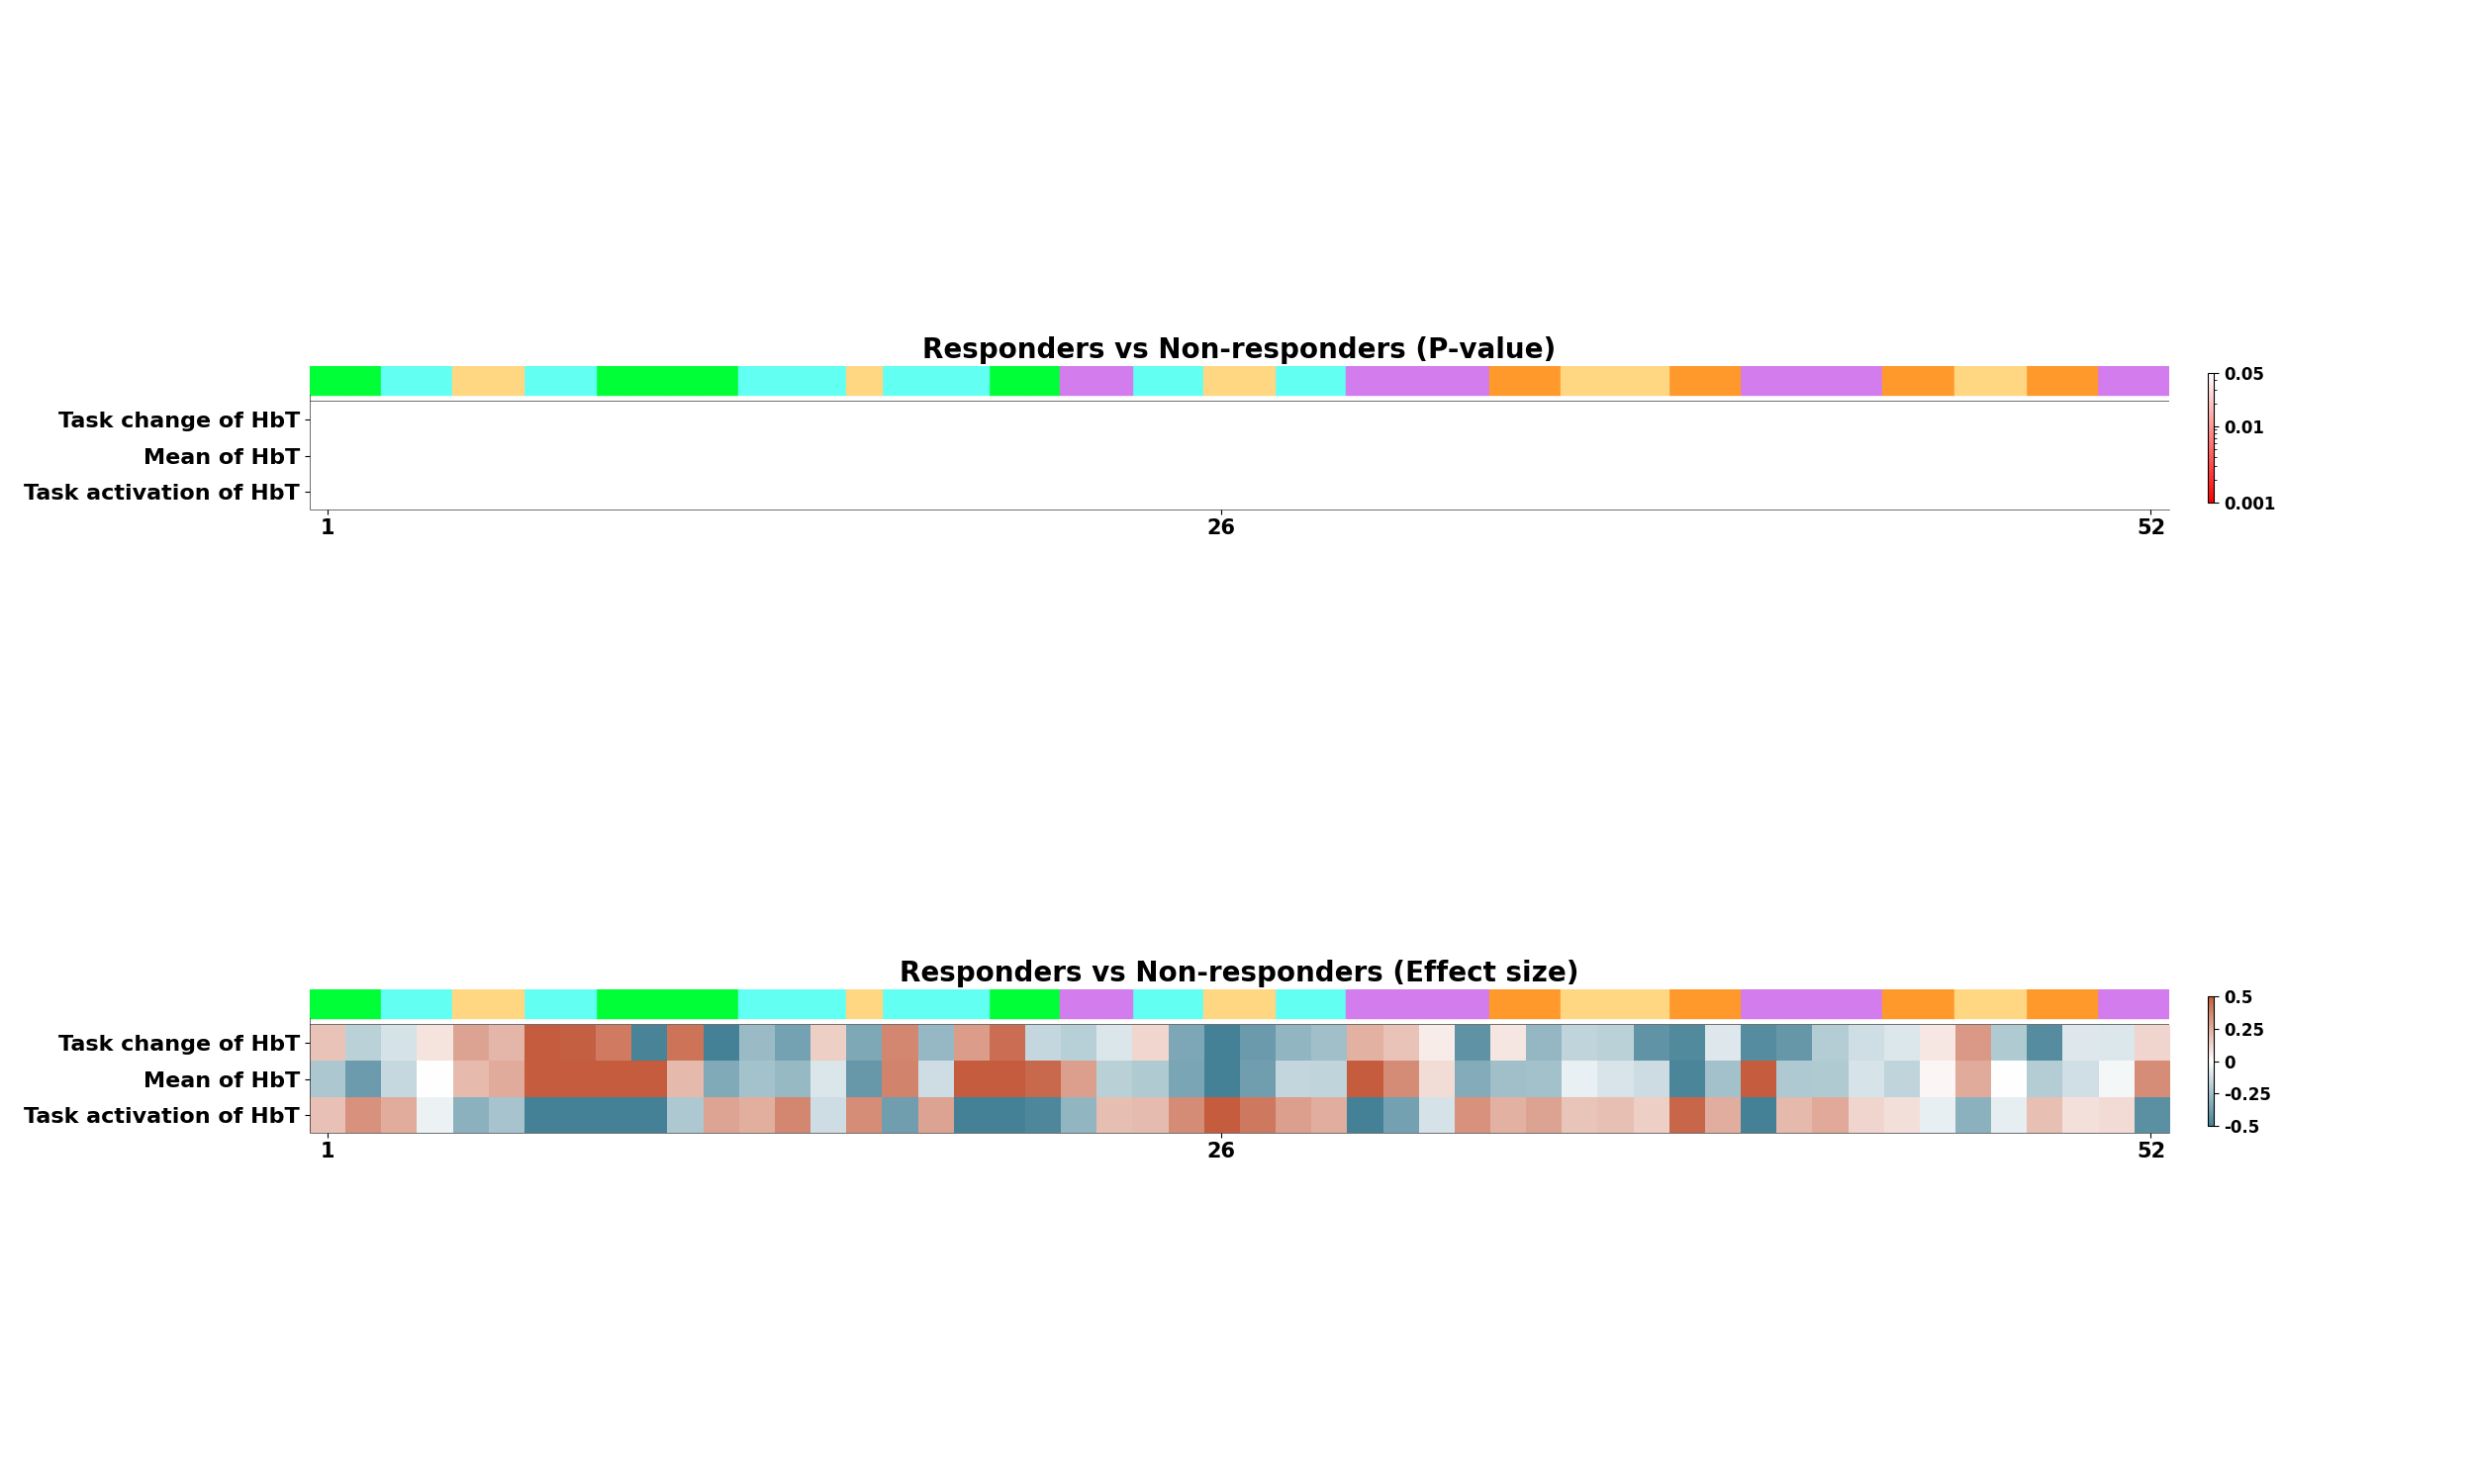 Responders vs Non-responders (P-value)
Task change of HbT
Mean of HbT
Task activation of HbT
1
26
52
0.05
0.01
0.001
Responders vs Non-responders (Effect size)
Task change of HbT
Mean of HbT
Task activation of HbT
1
26
52
0.5
0.25
0
-0.25
-0.5